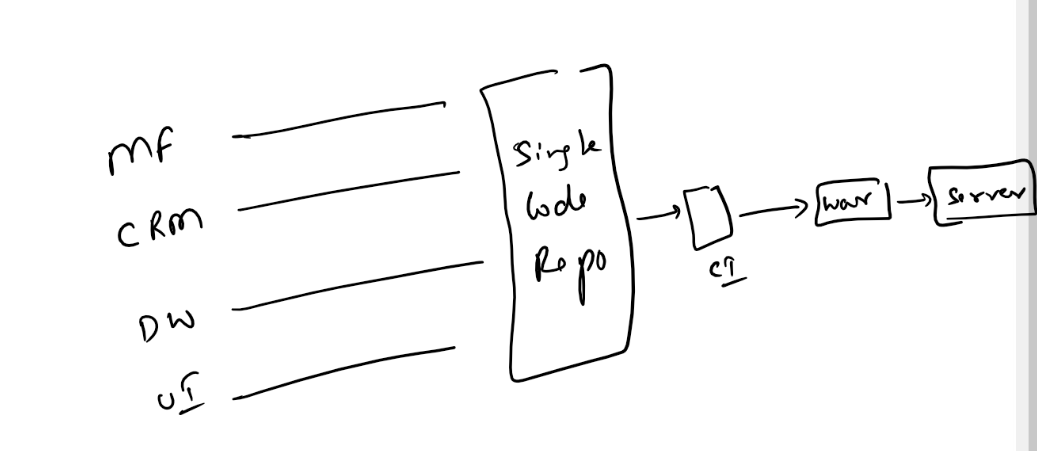 MF
CRM
DW
UI
Single
Code
Repo
CI
war
server